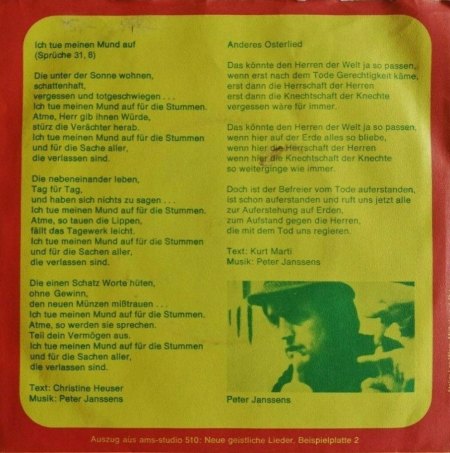 Ich tue meinen Mund auf
(Sprüche 31, 8)
Die unter der Sonne wohnen,
schattenhaft,
vergessen und totgeschwiegen . . .
Ich tue meinen Mund auf für die Stummen.
Atme, Herr gib ihnen Würde,
stürz die Verächter herab.
Ich tue meinen Mund auf für die Stummen
und für die Sache aller,
die verlassen sind.
Die nebeneinander leben,
Tag für Tag,
und haben sich nichts zu sagen . . .
Ich tue meinen Mund auf für die Stummen.
Atme, so tauen die Lippen,
fällt das Tagewerk leicht.
Ich tue meinen Mund auf für die Stummen
und für die Sache aller,
die verlassen sind.
Die einen Schatz Worte hüten,
ohne Gewinn,
den neuen Münzen mißtrauen . . .
Ich tue meinen Mund auf für die Stummen.
Atme, so werden sie sprechen.
Teil dein Vermögen aus.
Ich tue meinen Mund auf für die Stummen
und für die Sachen aller,
die verlassen sind.
Text: Christine Heuser
Musik: Peter Janssens
Anderes Osterlied
Das könnte den Herren der Welt ja so passen,
wenn erst nach dem Tode Gerechtigkeit käme,
erst dann die Herrschaft der Herren
erst dann die Knechtschaft der Knechte
vergessen wäre für immer.
Das könnte den Herren der Welt ja so passen,
wenn hier auf der Erde alles so bliebe,
wenn hier die Herrschaft der Herren
wenn hier die Knechtschaft der Knechte
so weiterginge wie immer.
Doch ist der Befreier vom Tode auferstanden,
ist schon auferstanden und ruft uns jetzt alle
zur Auferstehung auf Erden,
zum Aufstand gegen die Herren,
die mit dem Tod uns regieren.
Text: Kurt Marti
Musik: Peter Janssens
Peter Janssens
Auszug aus ams-studio 510: Neue geistliche Lieder, Beispielplatte 2